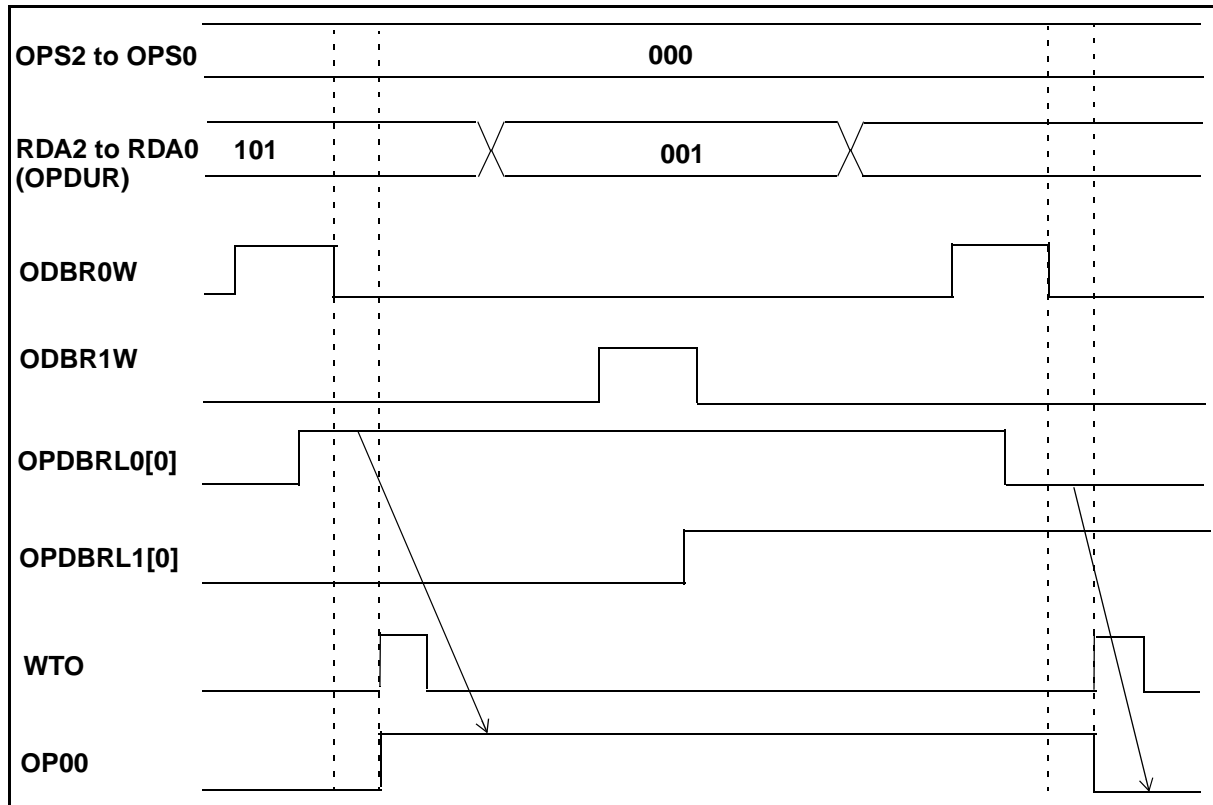 OPS2 to OPS0 000
RDA2 to RDA0 101 001
(OPDUR)
ODBR0W
ODBR1W
OPDBRL0[0]
OPDBRL1[0]
WTO
OP00